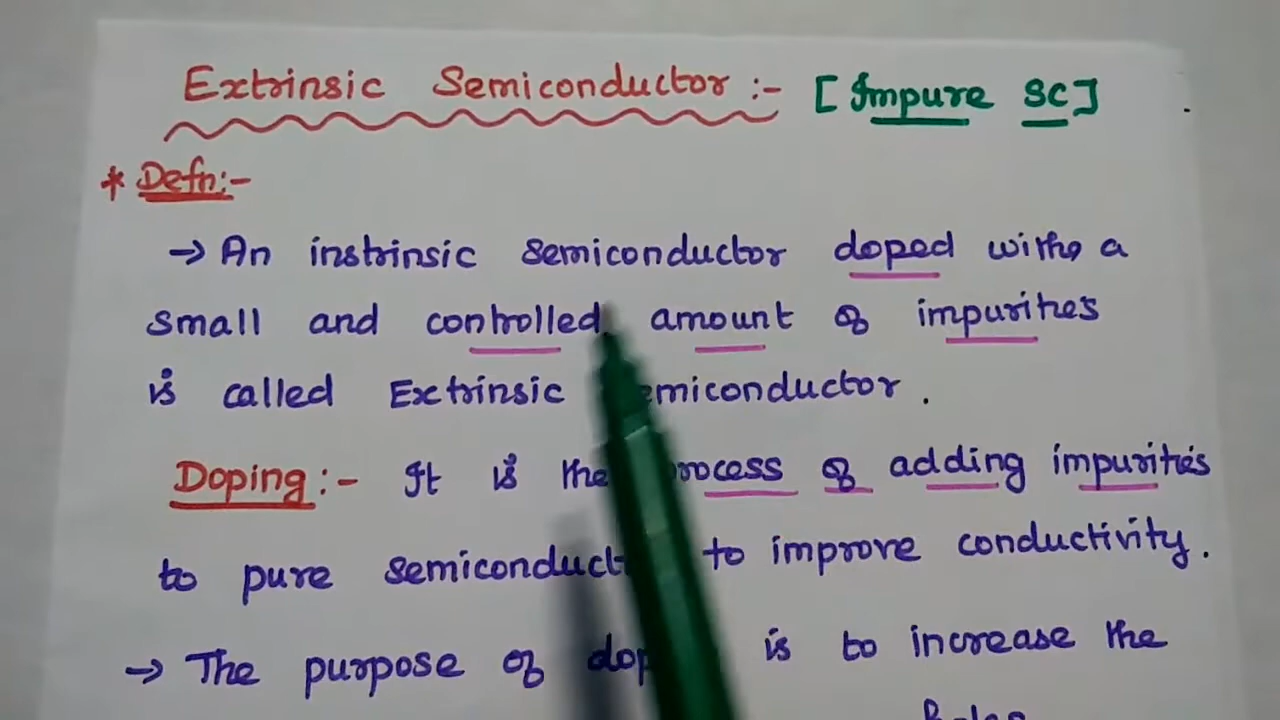 Extrinsic Semiconductor :- [Impure SC]
* Defn:-
→ An instrinsic semiconductor doped with a
small and controlled amount of impurities
is called Extrinsic emiconductor.
Doping :- It is the rocess of adding impurities
to pure semiconduct to improve conductivity.
→ The purpose of dop is to increase the